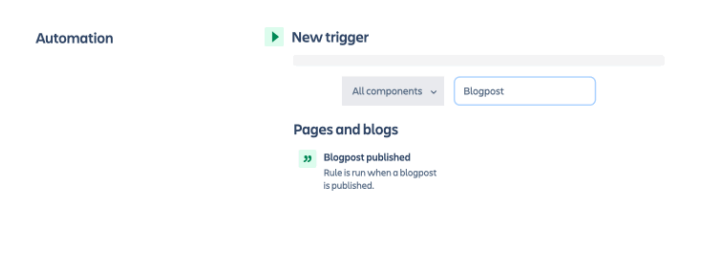 Automation
New trigger
All components
Blogpost
Pages and blogs
Blogpost published
Rule is run when a blogpost
is published.